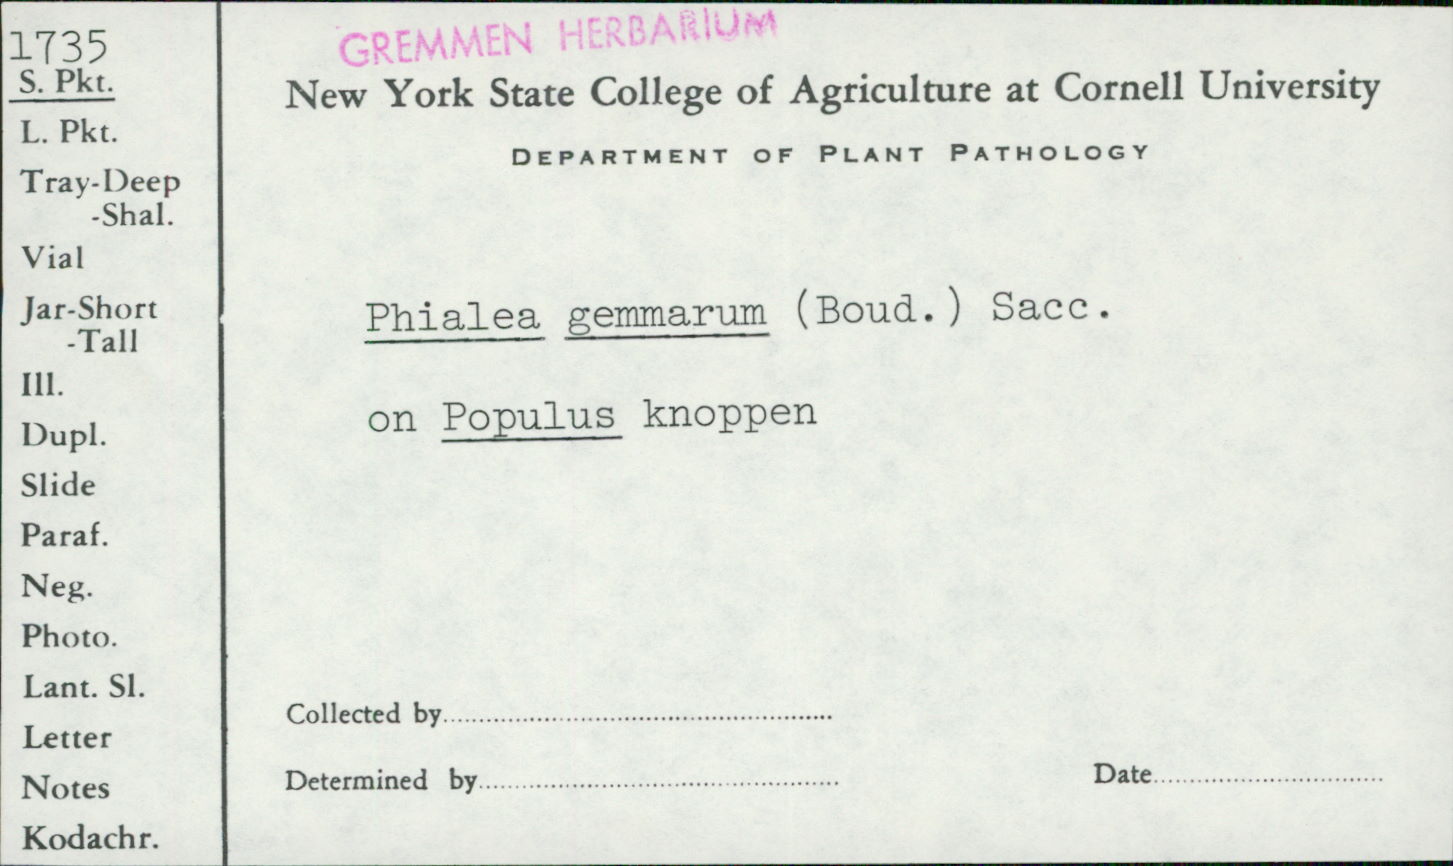 1735
S. Pkt.
L. Pkt.
Tray-Deep
-Shal.
Vial
Jar-Short
-Tall
Ill.
Dupl.
Slide
Paraf.
Neg.
Photo.
Lant. Sl.
Letter
Notes
Kodachr.
GREMMEN HERBARIUM
New York State College of Agriculture at Cornell University
DEPARTMENT OF PLANT PATHOLOGY
Phialea gemmarum (Boud.) Sacc.
on Populus knoppen
Collected by
Determined by
Date